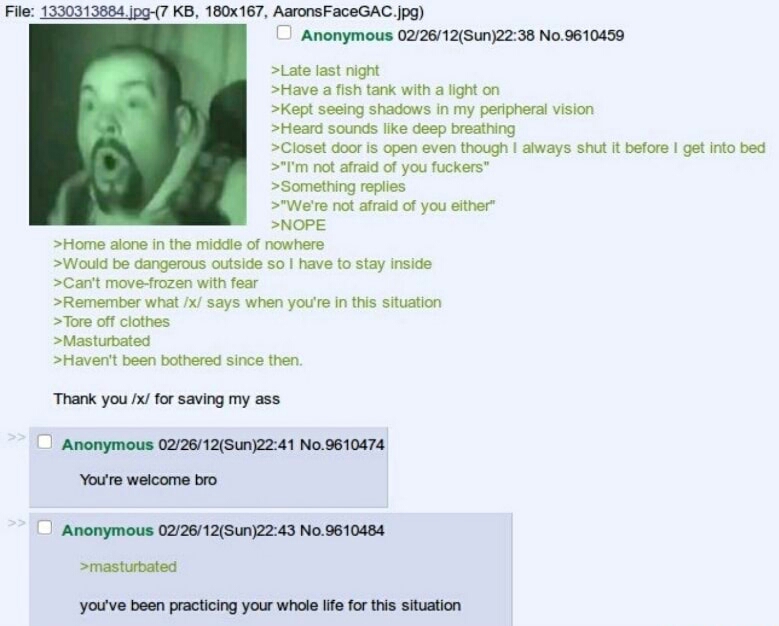 File: 1330313884.jpg-(7 KB, 180x167, AaronsFaceGAC.jpg)
Anonymous 02/26/12(Sun)22:38 No.9610459
>Late last night
>Have a fish tank with a light on
>Kept seeing shadows in my peripheral vision
>Heard sounds like deep breathing
>Closet door is open even though I always shut it before I get into bed
>"I'm not afraid of you fuckers"
>Something replies
>"We're not afraid of you either"
>NOPE
>Home alone in the middle of nowhere
>Would be dangerous outside so I have to stay inside
>Can't move-frozen with fear
>Remember what /x/ says when you're in this situation
>Tore off clothes
>Masturbated
>Haven't been bothered since then.
Thank you /x/ for saving my ass
>> Anonymous 02/26/12(Sun)22:41 No.9610474
You're welcome bro
>> Anonymous 02/26/12(Sun)22:43 No.9610484
>masturbated
you've been practicing your whole life for this situation